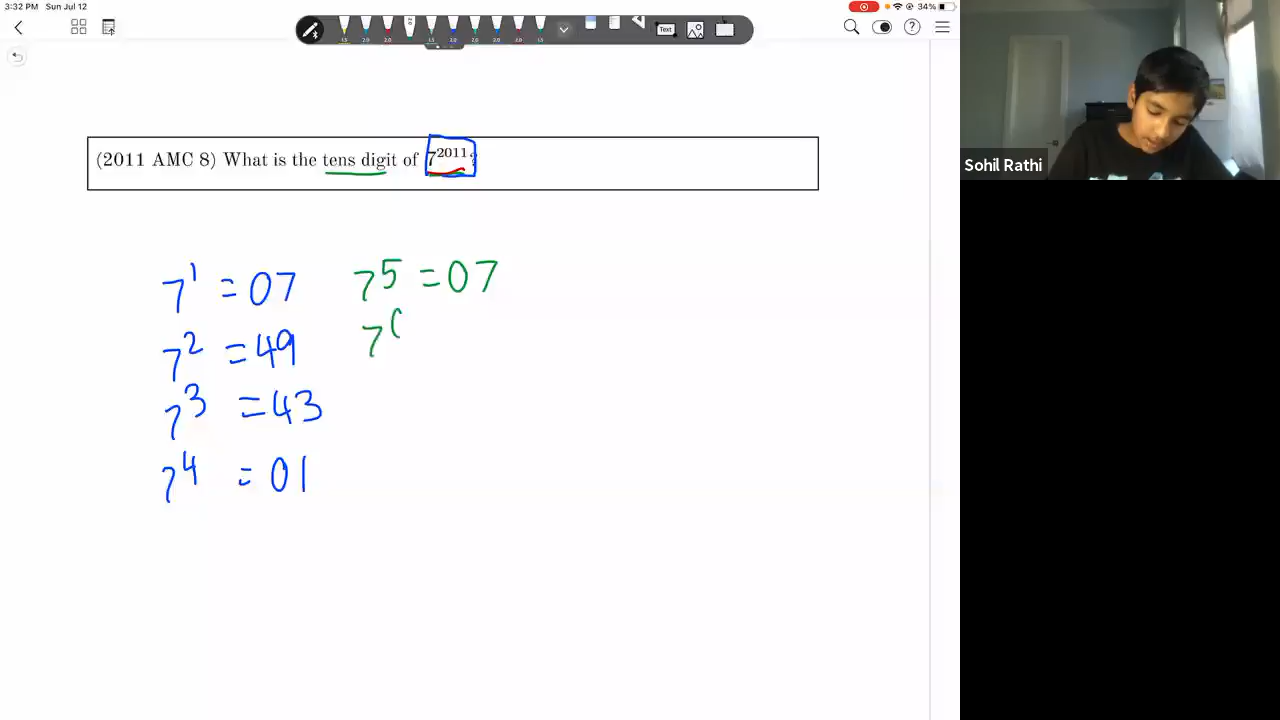 3:32 PM Sun Jul 12
34%
Text
(2011 AMC 8) What is the tens digit of 7^2011?
7^1 = 07
7^5 = 07
7^2 = 49
7^3 = 43
7^4 = 01
Sohil Rathi